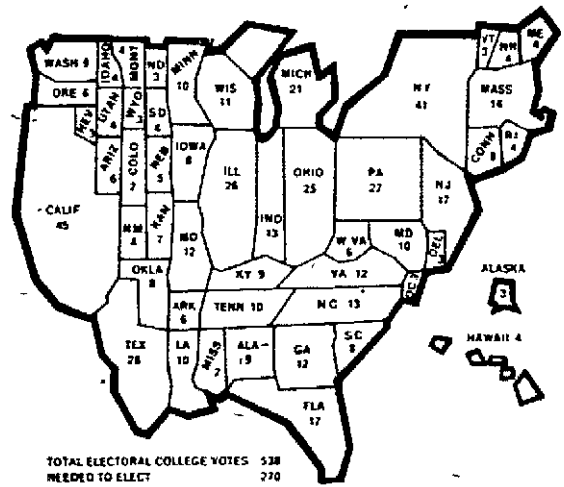 WASH 9
IDAHO 4
4 MONT
ND 3
MINN 10
WIS 11
MICH 21
NY 41
VT 3
NH 4
ME 4
ORE 6
NEV 3
UTAH 4
WYO 3
SD 4
IOWA 8
MASS 14
CONN 8
RI 4
CALIF 45
ARIZ 6
COLO 7
NEB 5
ILL 26
IND 13
OHIO 25
PA 27
NJ 17
NM 4
KAN 7
MO 12
KY 9
W VA 6
VA 12
MD 10
DEL 3
OKLA 8
ARK 6
TENN 10
NC 13
TEX 26
LA 10
MISS 7
ALA 9
GA 12
SC 8
FLA 17
ALASKA
3
HAWAII 4
TOTAL ELECTORAL COLLEGE VOTES 538
NEEDED TO ELECT 270